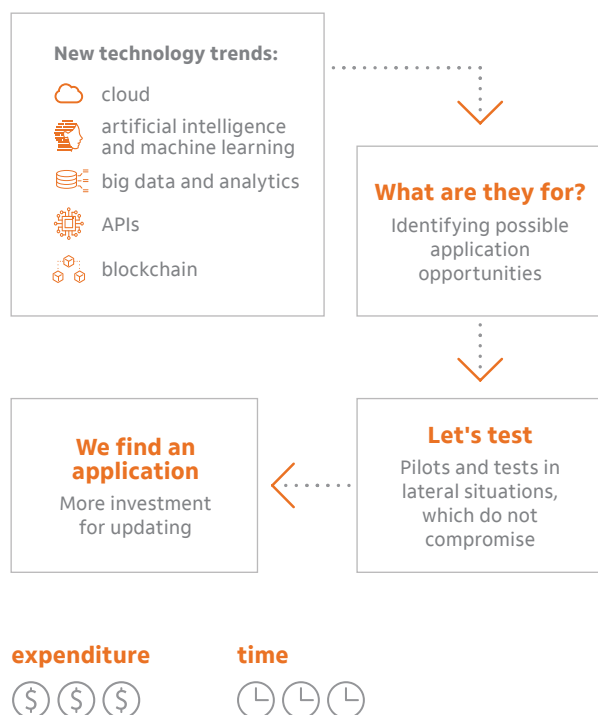 New technology trends:
cloud
artificial intelligence
and machine learning
big data and analytics
APIs
blockchain
What are they for?
Identifying possible
application
opportunities
Let's test
Pilots and tests in
lateral situations,
which do not
compromise
We find an
application
More investment
for updating
expenditure
$ $ $
time